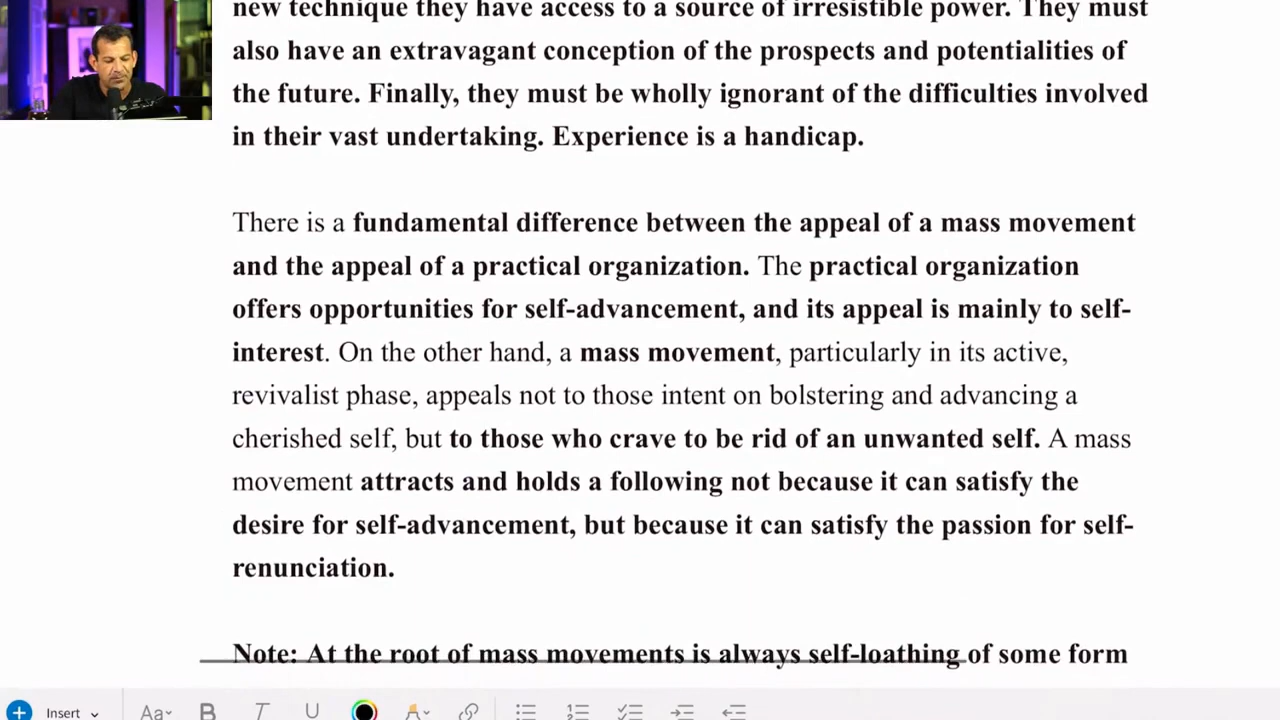 new technique they have access to a source of irresistible power. They must
also have an extravagant conception of the prospects and potentialities of
the future. Finally, they must be wholly ignorant of the difficulties involved
in their vast undertaking. Experience is a handicap.
There is a fundamental difference between the appeal of a mass movement
and the appeal of a practical organization. The practical organization
offers opportunities for self-advancement, and its appeal is mainly to self-
interest. On the other hand, a mass movement, particularly in its active,
revivalist phase, appeals not to those intent on bolstering and advancing a
cherished self, but to those who crave to be rid of an unwanted self. A mass
movement attracts and holds a following not because it can satisfy the
desire for self-advancement, but because it can satisfy the passion for self-
renunciation.
Note: At the root of mass movements is always self-loathing of some form
Insert Aa B I U